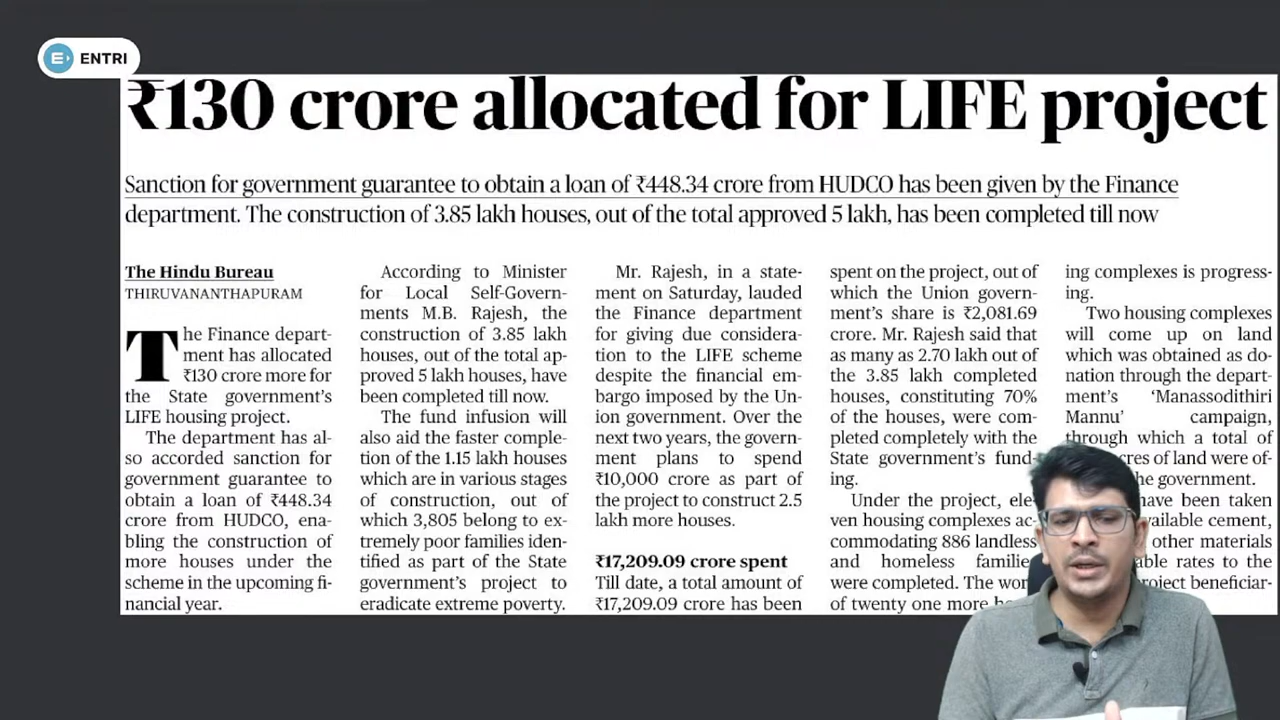 ENTRI
₹130 crore allocated for LIFE project
Sanction for government guarantee to obtain a loan of ₹448.34 crore from HUDCO has been given by the Finance
department. The construction of 3.85 lakh houses, out of the total approved 5 lakh, has been completed till now
The Hindu Bureau
THIRUVANANTHAPURAM
The Finance depart-
ment has allocated
₹130 crore more for
the State government's
LIFE housing project.
The department has al-
so accorded sanction for
government guarantee to
obtain a loan of ₹448.34
crore from HUDCO, ena-
bling the construction of
more houses under the
scheme in the upcoming fi-
nancial year.
According to Minister
for Local Self-Govern-
ments M.B. Rajesh, the
construction of 3.85 lakh
houses, out of the total ap-
proved 5 lakh houses, have
been completed till now.
The fund infusion will
also aid the faster comple-
tion of the 1.15 lakh houses
which are in various stages
of construction, out of
which 3,805 belong to ex-
tremely poor families iden-
tified as part of the State
government's project to
eradicate extreme poverty.
Mr. Rajesh, in a state-
ment on Saturday, lauded
the Finance department
for giving due considera-
tion to the LIFE scheme
despite the financial em-
bargo imposed by the Un-
ion government. Over the
next two years, the govern-
ment plans to spend
₹10,000 crore as part of
the project to construct 2.5
lakh more houses.
₹17,209.09 crore spent
Till date, a total amount of
₹17,209.09 crore has been
spent on the project, out of
which the Union govern-
ment's share is ₹2,081.69
crore. Mr. Rajesh said that
as many as 2.70 lakh out of
the 3.85 lakh completed
houses, constituting 70%
of the houses, were com-
pleted completely with the
State government's fund-
ing.
Under the project, ele-
ven housing complexes ac-
commodating 886 landless
and homeless families
were completed. The work
of twenty one more
ing complexes is progress-
ing.
Two housing complexes
will come up on land
which was obtained as do-
nation through the depart-
ment's 'Manassodithiri
Mannu' campaign,
through which a total of
acres of land were of-
the government.
have been taken
available cement,
other materials
rates to the
project beneficiar-